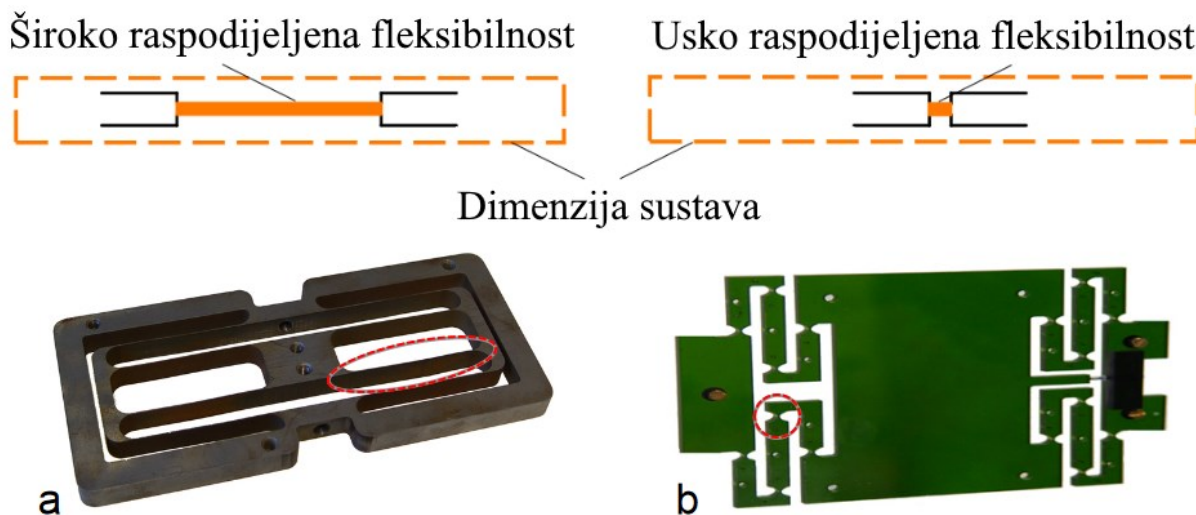 Široko raspodijeljena fleksibilnost
Usko raspodijeljena fleksibilnost
Dimenzija sustava
a
b